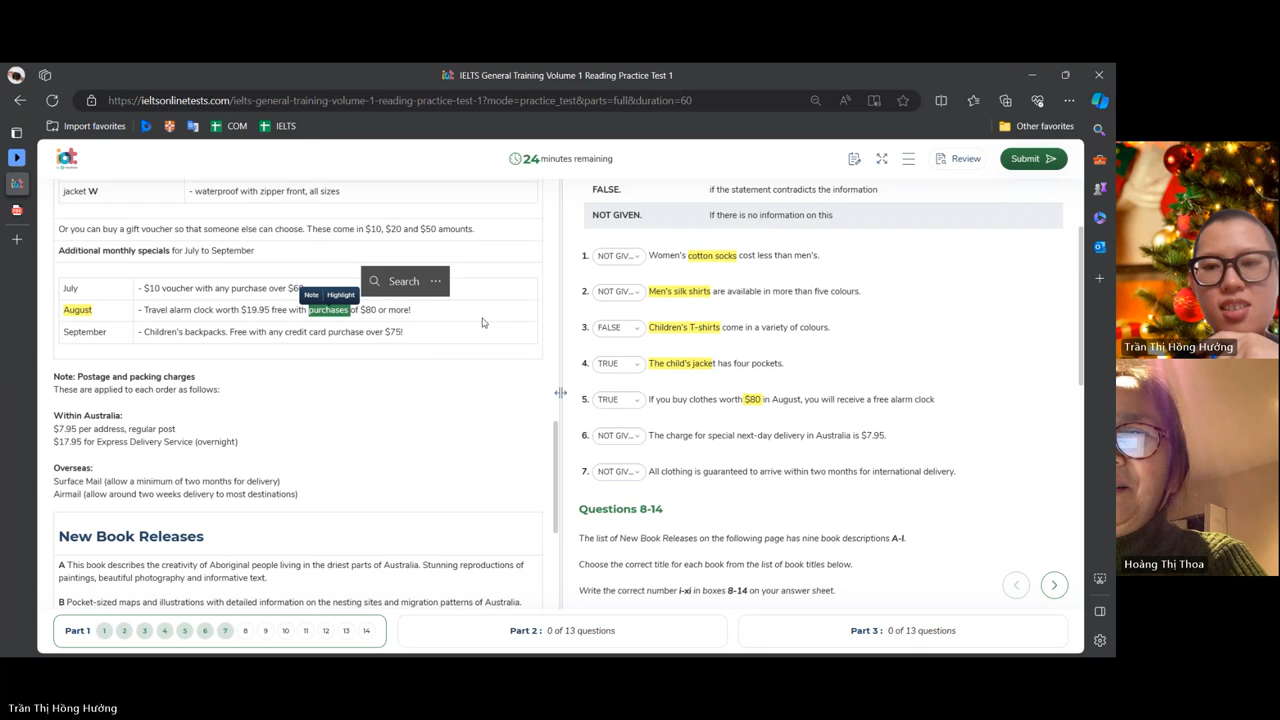 IELTS General Training Volume 1 Reading Practice Test 1
https://ieltsonlinetests.com/ielts-general-training-volume-1-reading-practice-test-1?mode=practice_test&parts=full&duration=60
Import favorites
COM
IELTS
Other favorites
iot
24 minutes remaining
Review
Submit
jacket W
- waterproof with zipper front, all sizes
Or you can buy a gift voucher so that someone else can choose. These come in $10, $20 and $50 amounts.
Additional monthly specials for July to September
Search
July
- $10 voucher with any purchase over $60
Note
Highlight
August
- Travel alarm clock worth $19.95 free with purchases of $80 or more!
September
- Children's backpacks. Free with any credit card purchase over $75!
Note: Postage and packing charges
These are applied to each order as follows:
Within Australia:
$7.95 per address, regular post
$17.95 for Express Delivery Service (overnight)
Overseas:
Surface Mail (allow a minimum of two months for delivery)
Airmail (allow around two weeks delivery to most destinations)
New Book Releases
A This book describes the creativity of Aboriginal people living in the driest parts of Australia. Stunning reproductions of
paintings, beautiful photography and informative text.
B Pocket-sized maps and illustrations with detailed information on the nesting sites and migration patterns of Australia.
FALSE. if the statement contradicts the information
NOT GIVEN. If there is no information on this
1. NOT GIV... Women's cotton socks cost less than men's.
2. NOT GIV... Men's silk shirts are available in more than five colours.
3. FALSE Children's T-shirts come in a variety of colours.
4. TRUE The child's jacket has four pockets.
5. TRUE If you buy clothes worth $80 in August, you will receive a free alarm clock
6. NOT GIV... The charge for special next-day delivery in Australia is $7.95.
7. NOT GIV... All clothing is guaranteed to arrive within two months for international delivery.
Questions 8-14
The list of New Book Releases on the following page has nine book descriptions A-I.
Choose the correct title for each book from the list of book titles below.
Write the correct number i-xi in boxes 8-14 on your answer sheet.
Part 1 1 2 3 4 5 6 7 8 9 10 11 12 13 14
Part 2 : 0 of 13 questions
Part 3 : 0 of 13 questions
Trần Thị Hồng Hưởng
Hoàng Thị Thoa
Trần Thị Hồng Hưởng